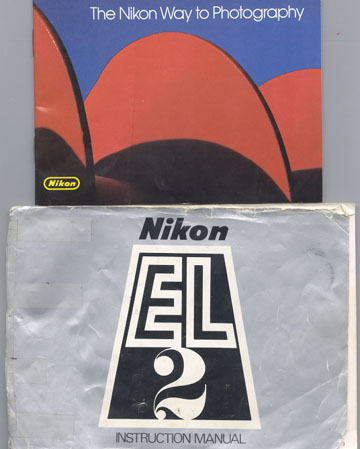 The Nikon Way to Photography
Nikon
Nikon
EL
2
INSTRUCTION MANUAL